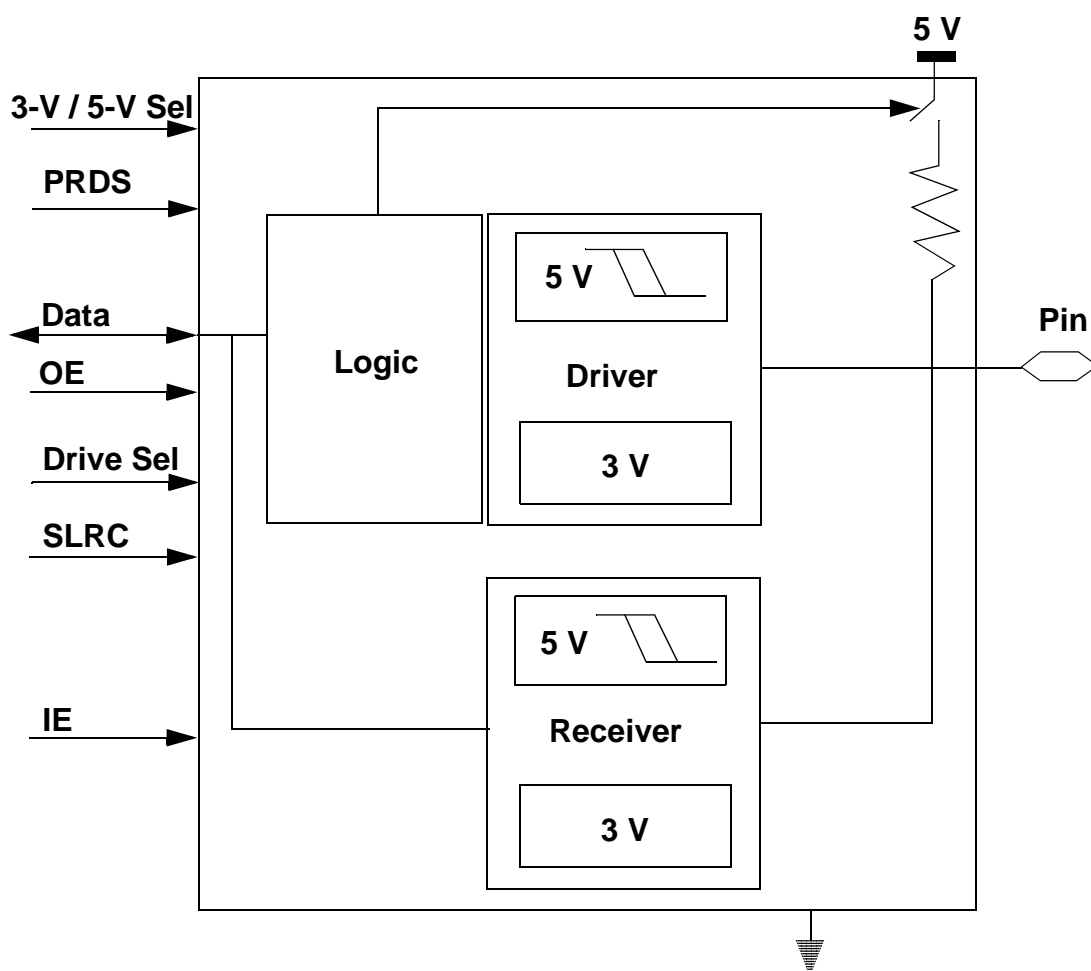 5 V
3-V / 5-V Sel
PRDS
Data
OE
Drive Sel
SLRC
IE
Logic
5 V
Driver
3 V
5 V
Receiver
3 V
Pin